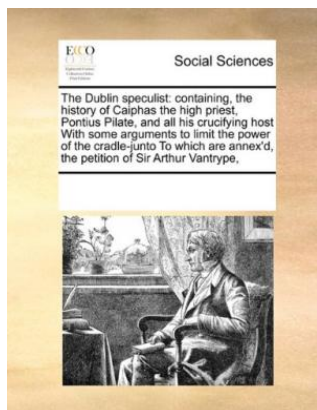 ECCO
Social Sciences
The Dublin speculist: containing, the
history of Caiphas the high priest,
Pontius Pilate, and all his crucifying host
With some arguments to limit the power
of the cradle-junto To which are annex'd,
the petition of Sir Arthur Vantrype,